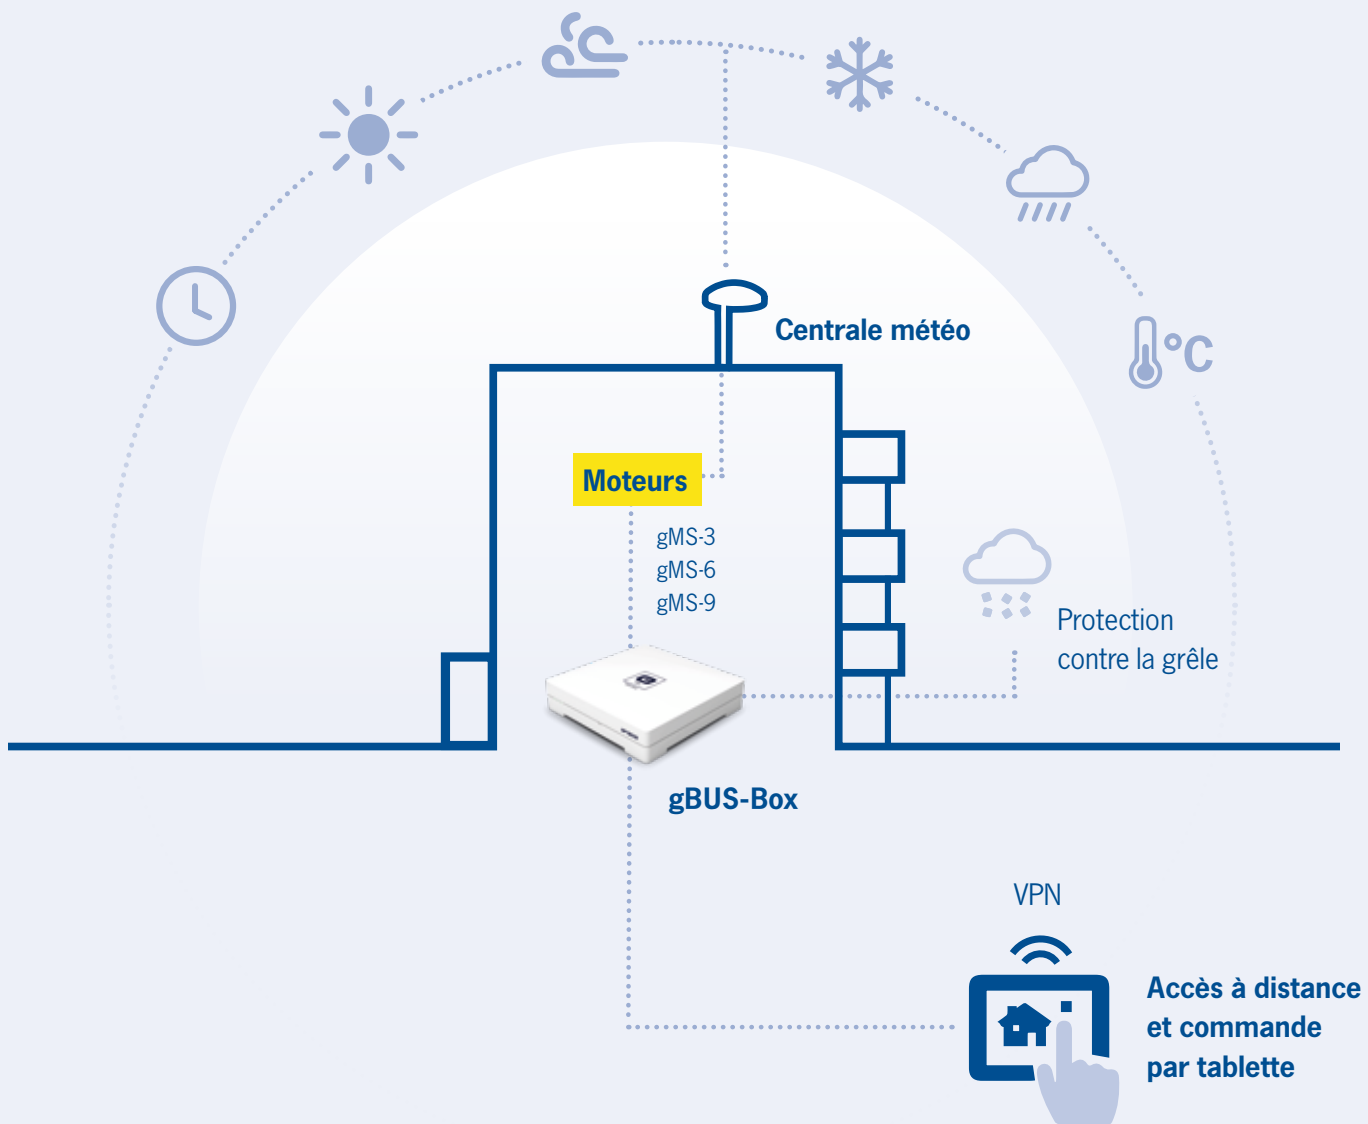 °C
Centrale météo
Moteurs
gMS-3
gMS-6
gMS-9
Protection
contre la grêle
gBUS-Box
VPN
Accès à distance
et commande
par tablette